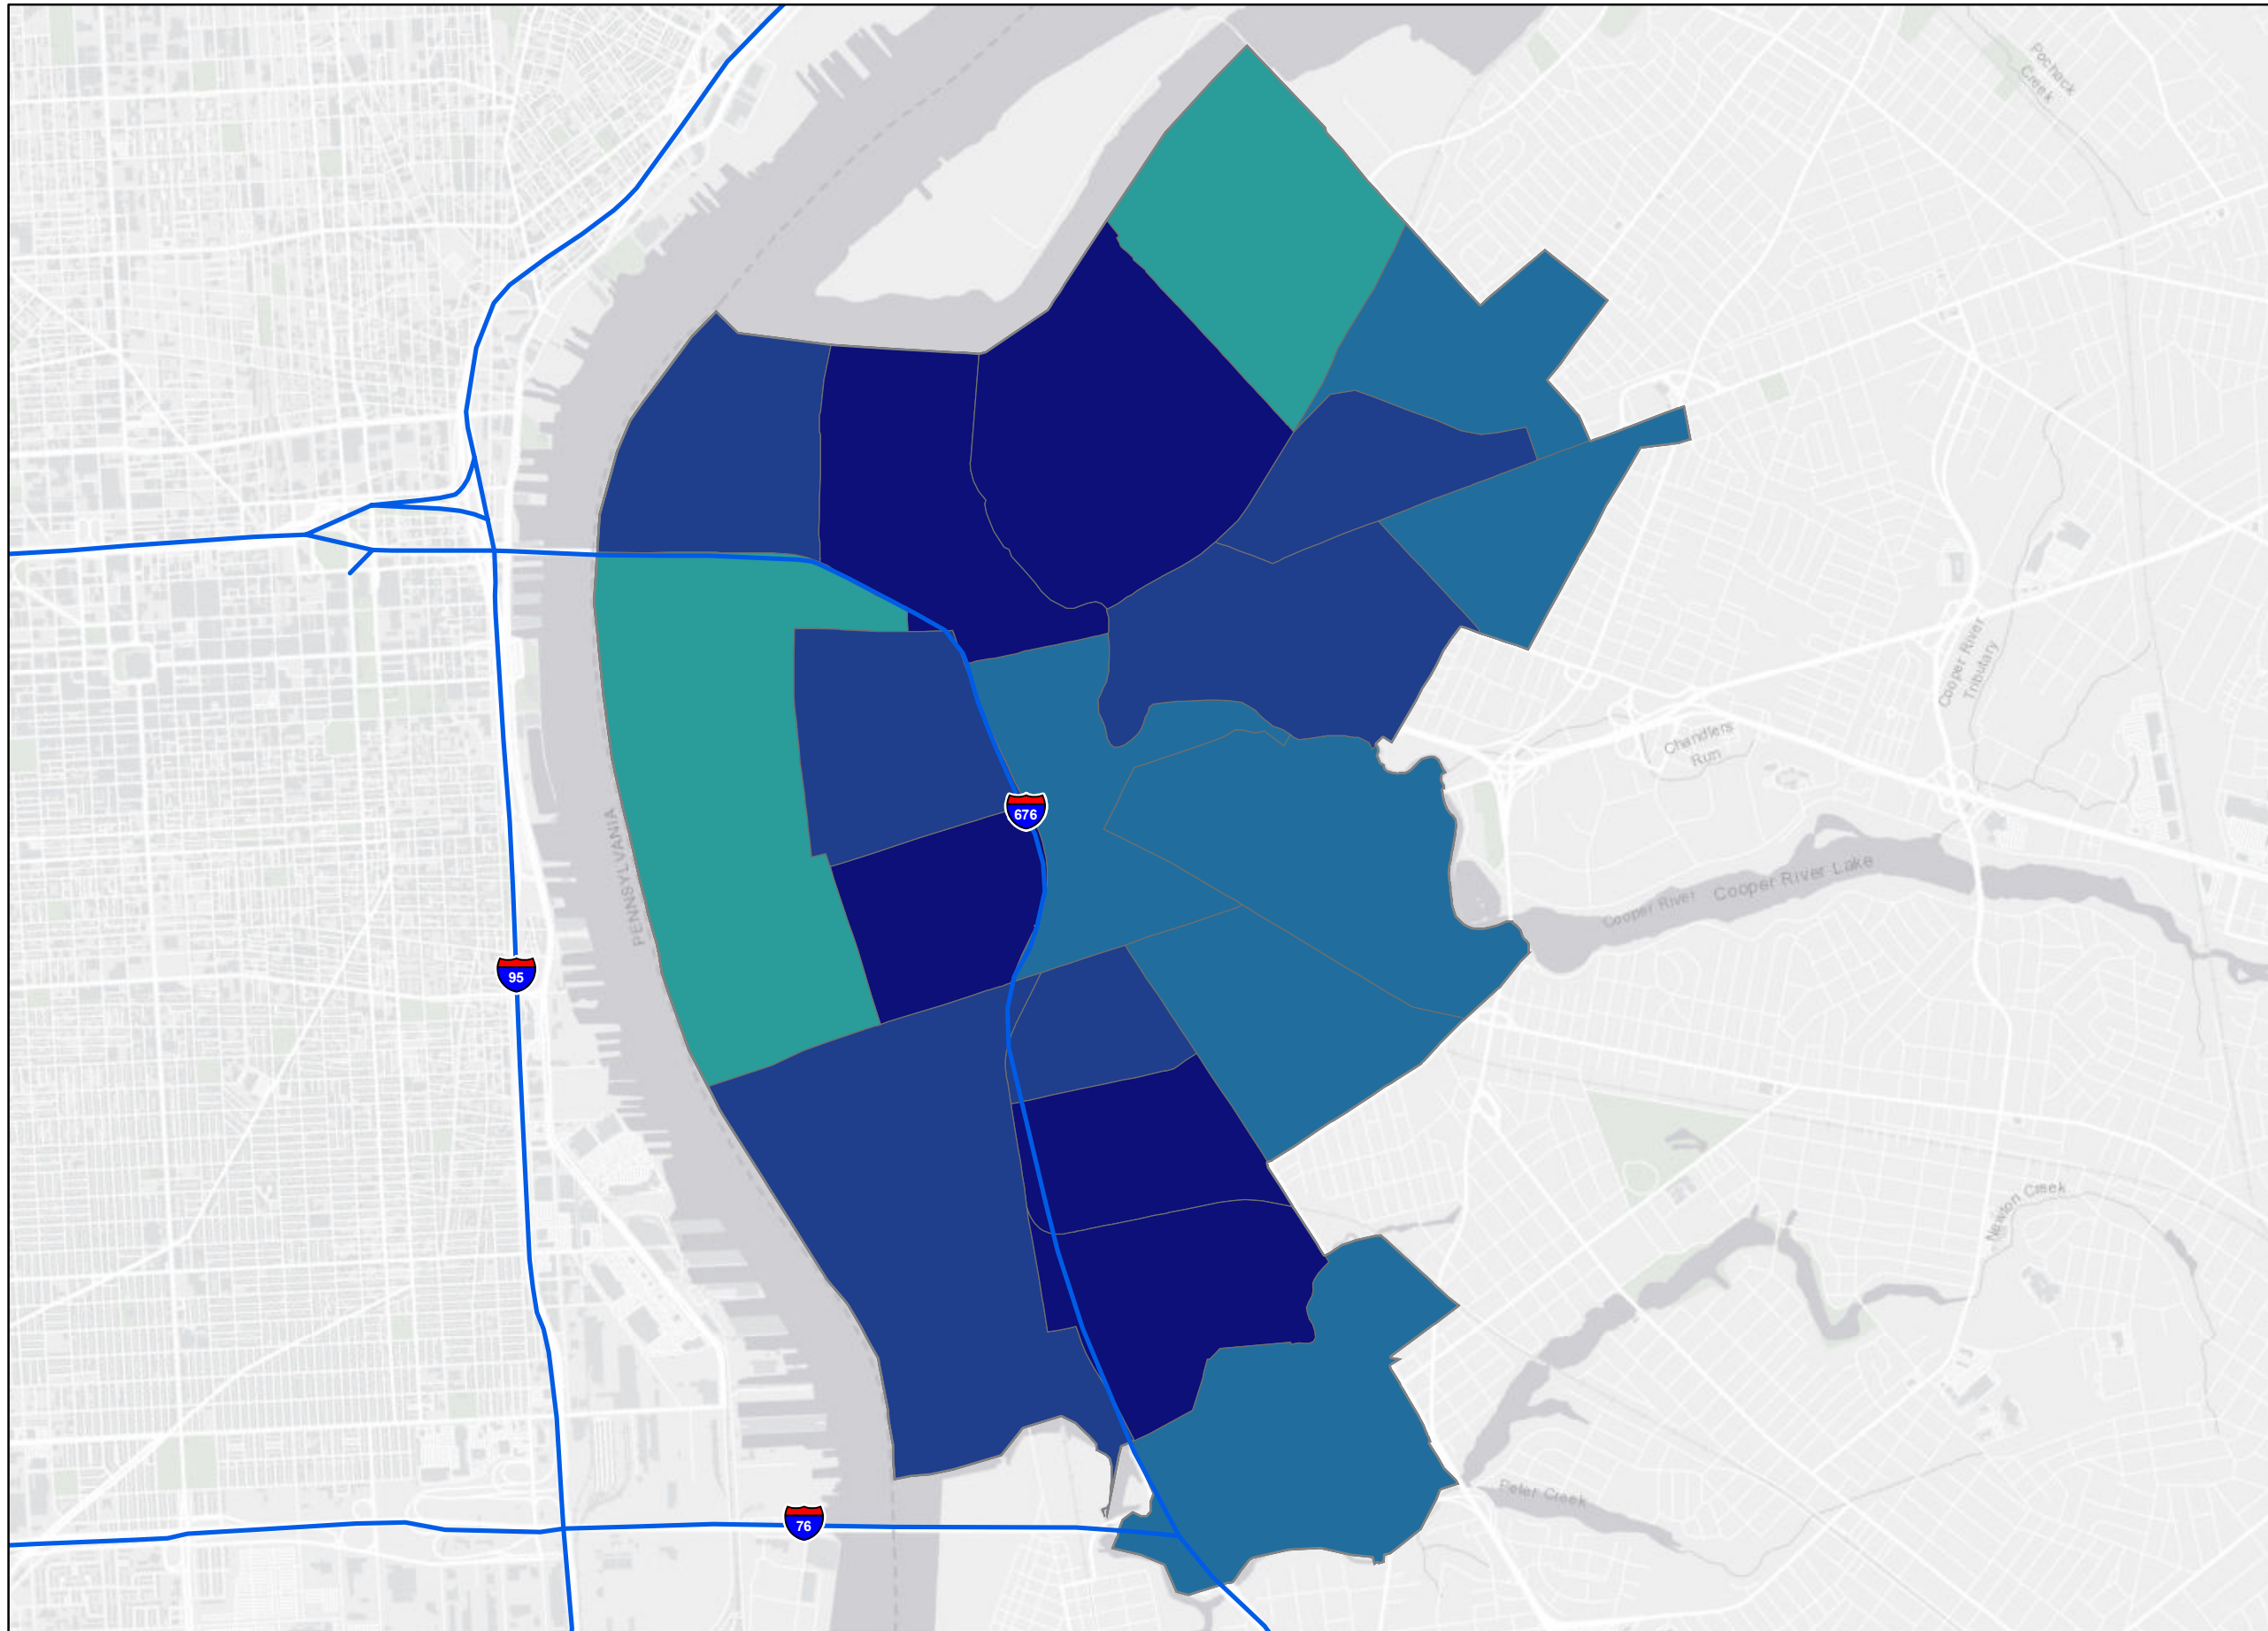 Pochack
Creek
Cooper River
Tributary
Chandlers
Run
676
PENNSYLVANIA
Cooper River
Cooper River Lake
95
Newton Creek
Peter Creek
76